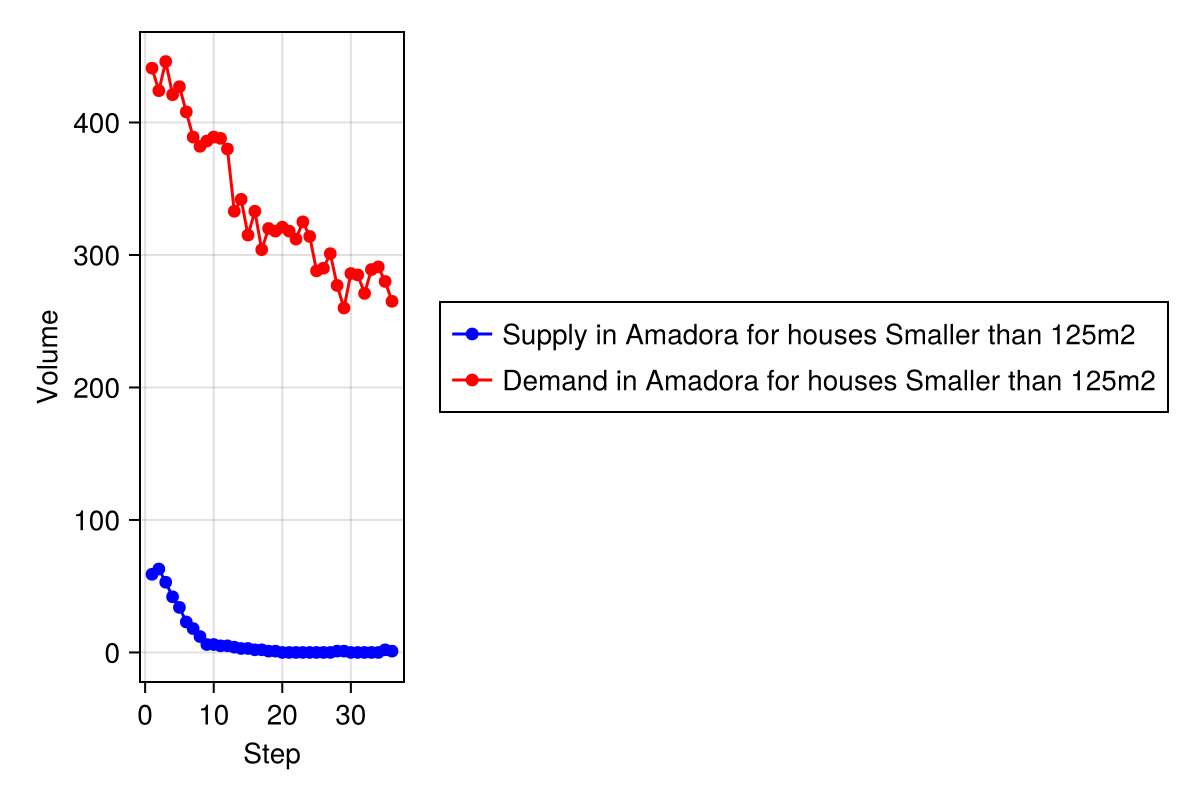 400
300
200
100
0
Volume
0 10 20 30
Step
Supply in Amadora for houses Smaller than 125m2
Demand in Amadora for houses Smaller than 125m2